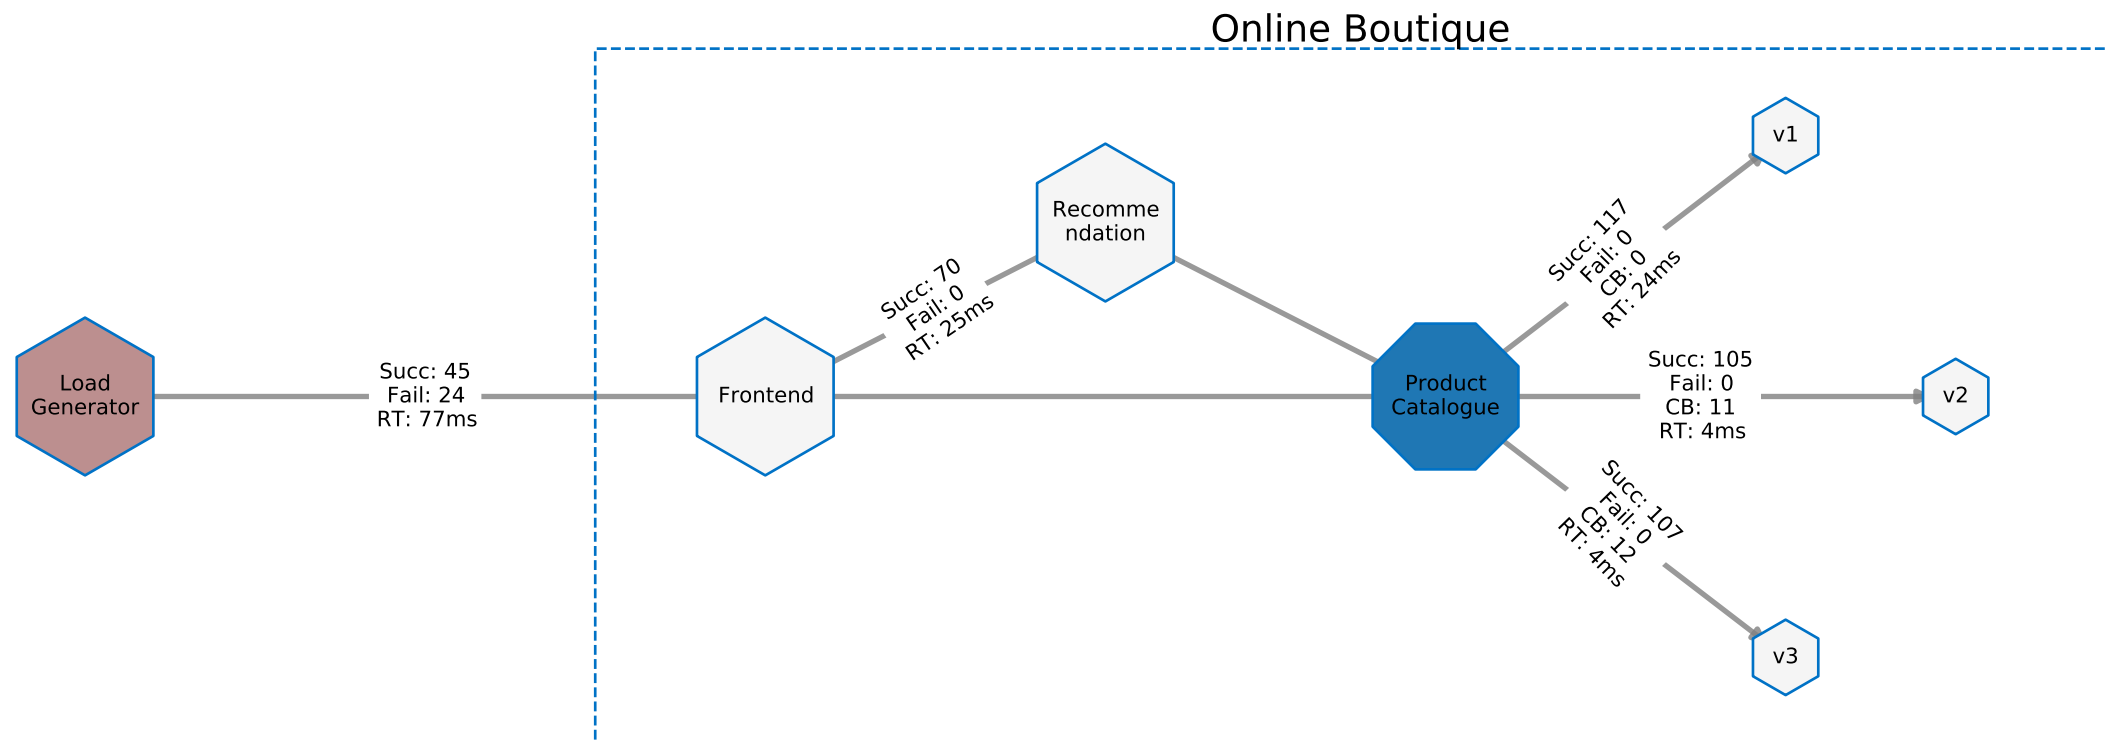 Online Boutique
Load
Generator
Succ: 45
Fail: 24
RT: 77ms
Frontend
Succ: 70
Fail: 0
RT: 25ms
Recomme
ndation
Product
Catalogue
Succ: 117
Fail: 0
CB: 0
RT: 24ms
v1
Succ: 105
Fail: 0
CB: 11
RT: 4ms
v2
Succ: 107
Fail: 0
CB: 12
RT: 4ms
v3